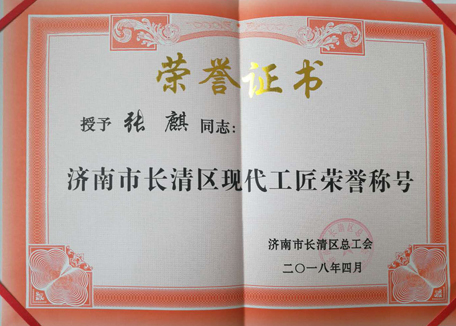 荣誉证书
授予 张麒 同志:
济南市长清区现代工匠荣誉称号
济南市长清区总工会
二〇一八年四月